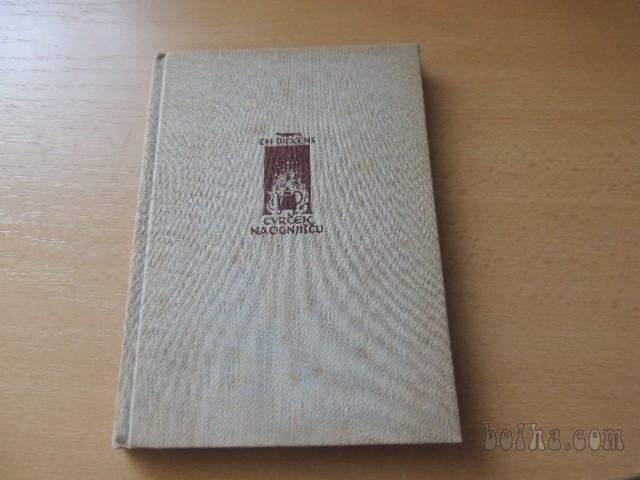 CH·DICKENS
CVRČEK
NA OGNJIŠČU
bolha.com